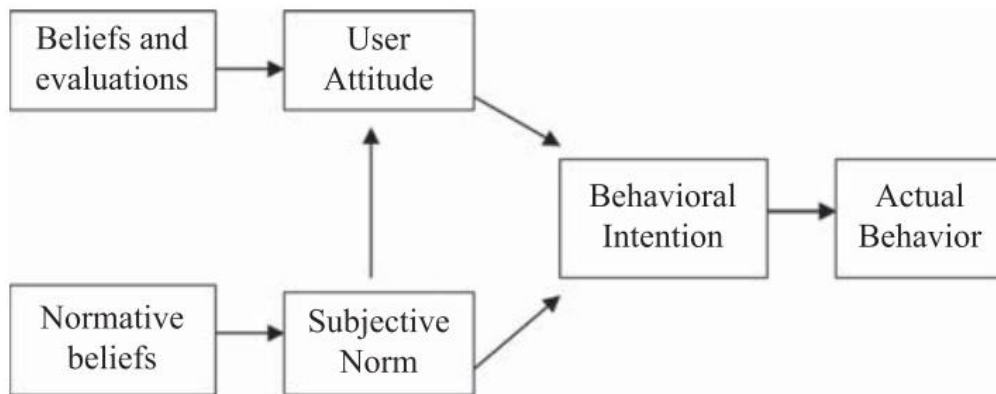 Beliefs and
evaluations
User
Attitude
Behavioral
Intention
Actual
Behavior
Normative
beliefs
Subjective
Norm